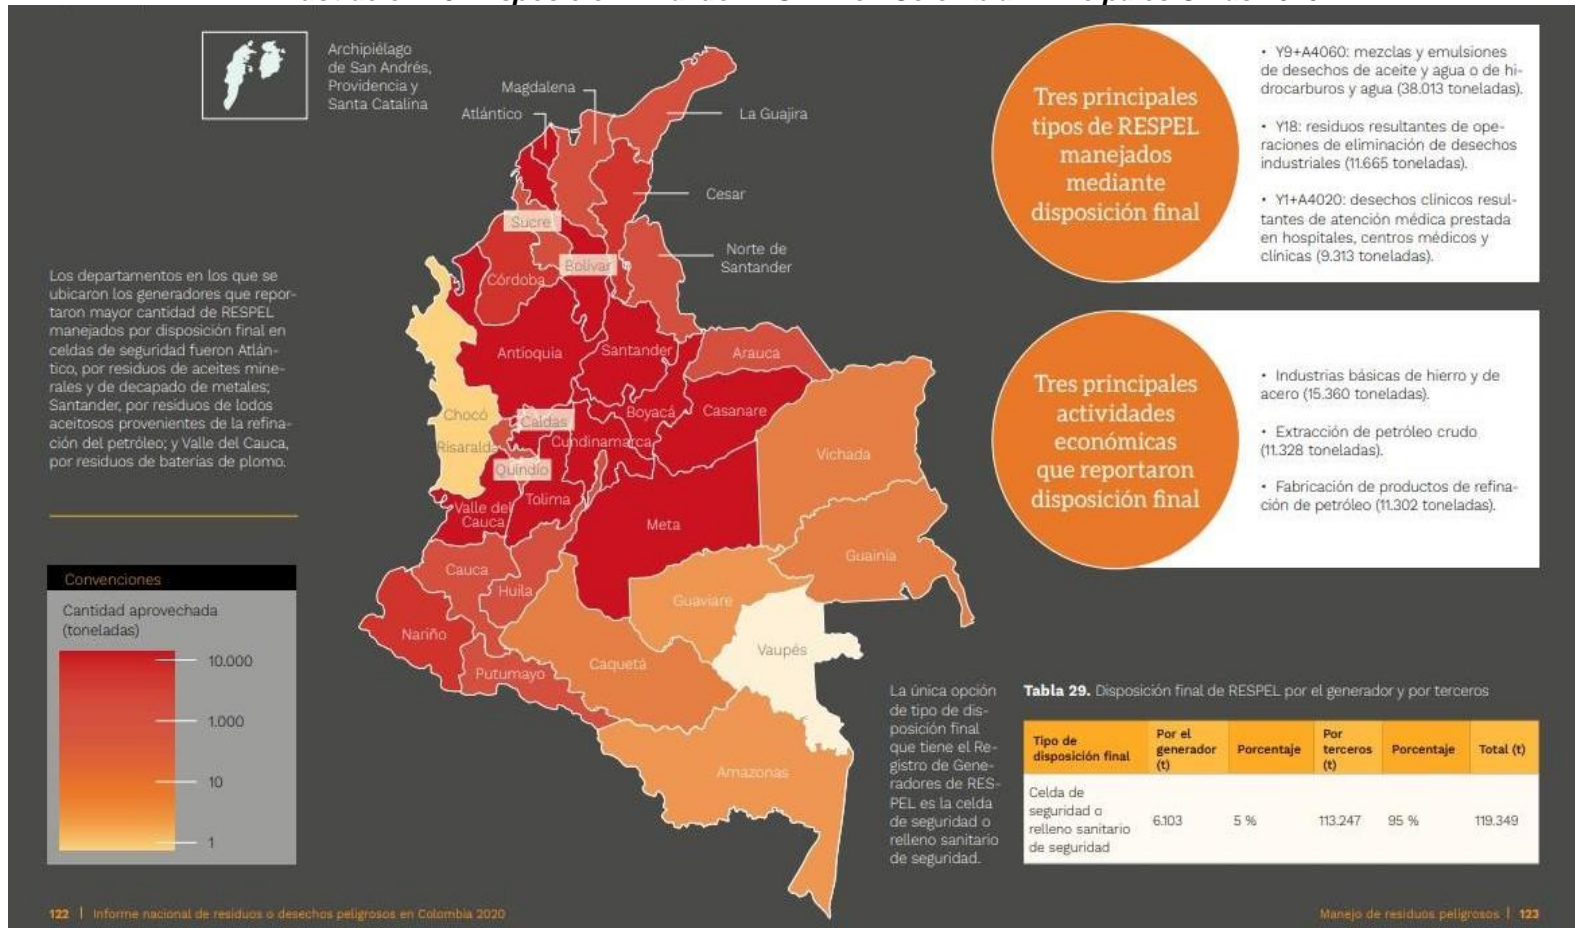 Archipiélago
de San Andrés,
Providencia y
Santa Catalina
Magdalena
Atlántico
La Guajira
Cesar
Sucre
Norte de
Santander
Bolívar
Córdoba
Antioquia
Santander
Arauca
Chocó
Caldas
Boyacá
Casanare
Risaralda
Cundinamarca
Quindío
Vichada
Tolima
Valle del
Cauca
Meta
Guainía
Cauca
Huila
Guaviare
Nariño
Vaupés
Caquetá
Putumayo
Amazonas
Los departamentos en los que se
ubicaron los generadores que repor-
taron mayor cantidad de RESPEL
manejados por disposición final en
celdas de seguridad fueron Atlán-
tico, por residuos de aceites mine-
rales y de decapado de metales;
Santander, por residuos de lodos
aceitosos provenientes de la refina-
ción del petróleo; y Valle del Cauca,
por residuos de baterías de plomo.
Convenciones
Cantidad aprovechada
(toneladas)
10.000
1.000
10
1
Tres principales
tipos de RESPEL
manejados
mediante
disposición final
• Y9+A4060: mezclas y emulsiones
de desechos de aceite y agua o de hi-
drocarburos y agua (38.013 toneladas).
• Y18: residuos resultantes de ope-
raciones de eliminación de desechos
industriales (11.665 toneladas).
• Y1+A4020: desechos clínicos resul-
tantes de atención médica prestada
en hospitales, centros médicos y
clínicas (9.313 toneladas).
Tres principales
actividades
económicas
que reportaron
disposición final
• Industrias básicas de hierro y de
acero (15.360 toneladas).
• Extracción de petróleo crudo
(11.328 toneladas).
• Fabricación de productos de refina-
ción de petróleo (11.302 toneladas).
La única opción
de tipo de dis-
posición final
que tiene el Re-
gistro de Gene-
radores de RES-
PEL es la celda
de seguridad o
relleno sanitario
de seguridad.
Tabla 29. Disposición final de RESPEL por el generador y por terceros
Tipo de disposición final | Por el generador (t) | Porcentaje | Por terceros (t) | Porcentaje | Total (t)
Celda de seguridad o relleno sanitario de seguridad | 6.103 | 5 % | 113.247 | 95 % | 119.349
122 | Informe nacional de residuos o desechos peligrosos en Colombia 2020
Manejo de residuos peligrosos | 123